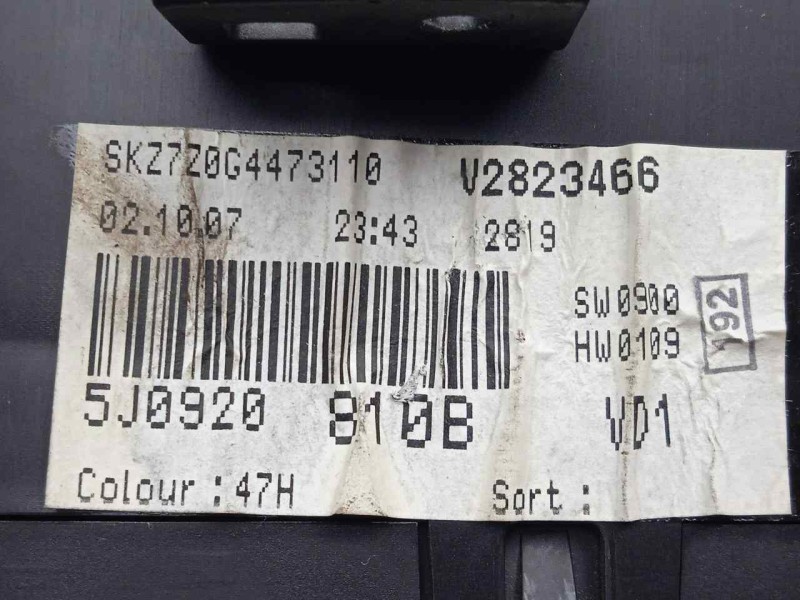 SKZ7Z0G4473110 V2823466
02.10.07 23:43 2819
SW0900
HW0109
192
5J0920 810B VD1
Colour : 47H Sort :